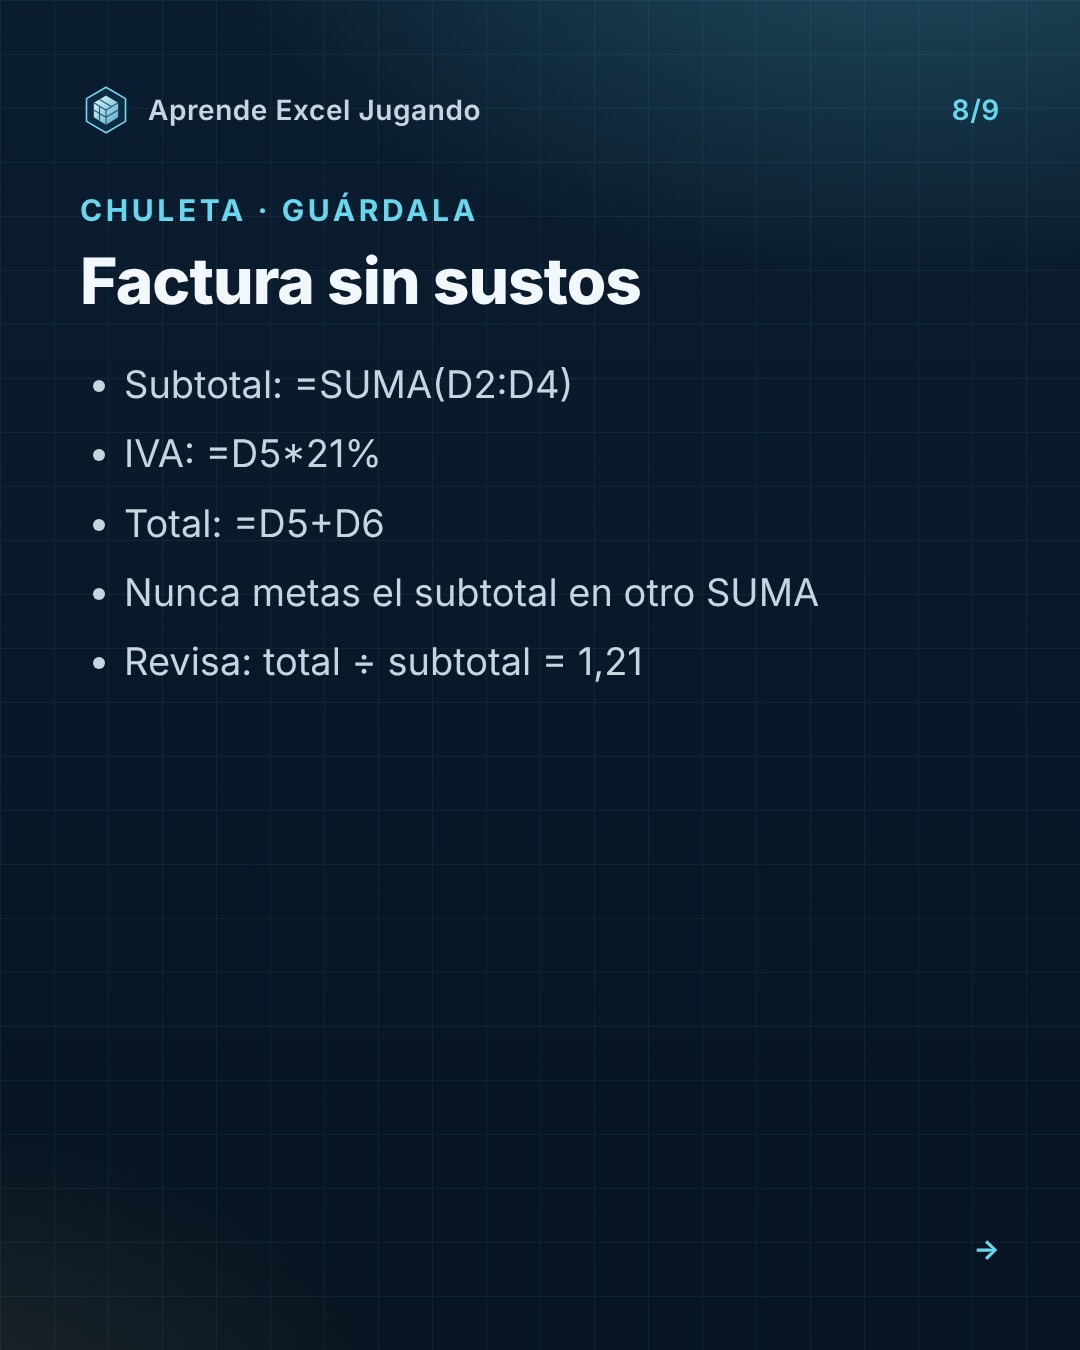 Aprende Excel Jugando
8/9
CHULETA · GUÁRDALA
Factura sin sustos
• Subtotal: =SUMA(D2:D4)
• IVA: =D5*21%
• Total: =D5+D6
• Nunca metas el subtotal en otro SUMA
• Revisa: total ÷ subtotal = 1,21
→